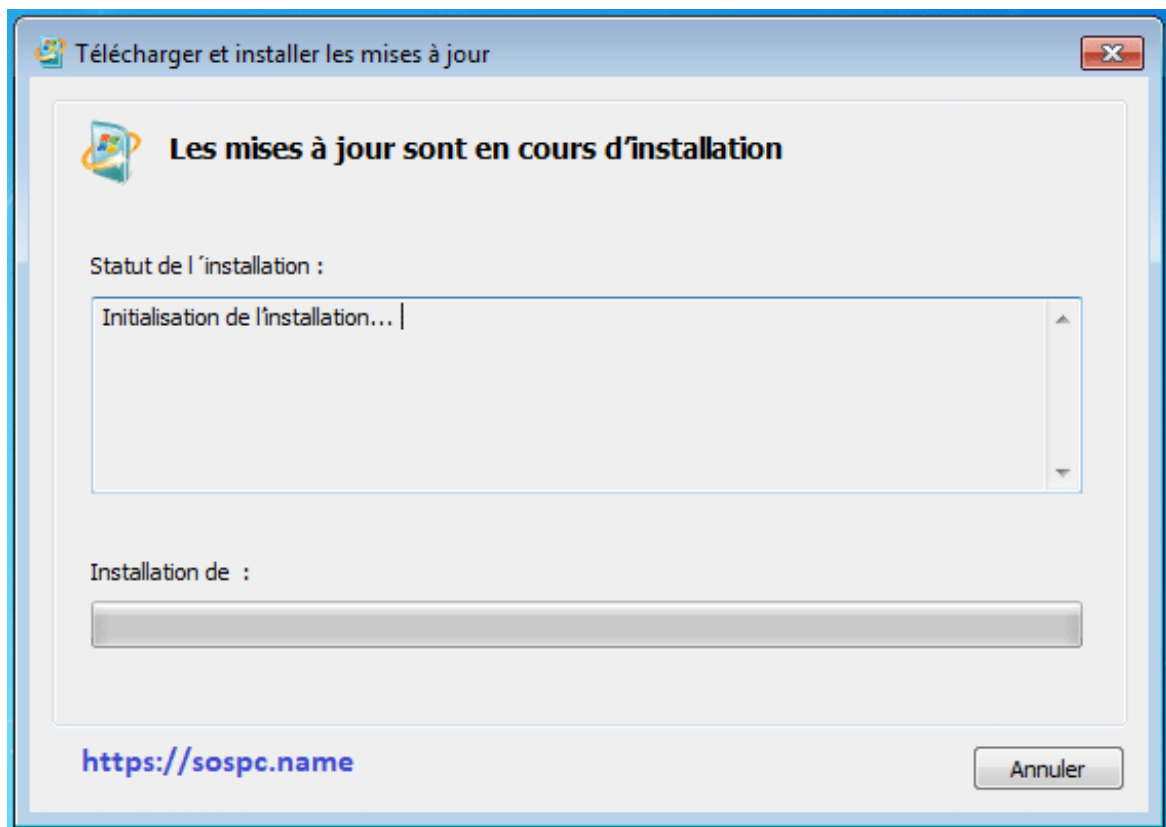 Télécharger et installer les mises à jour
Les mises à jour sont en cours d'installation
Statut de l ´installation :
Initialisation de l'installation...
Installation de :
https://sospc.name
Annuler